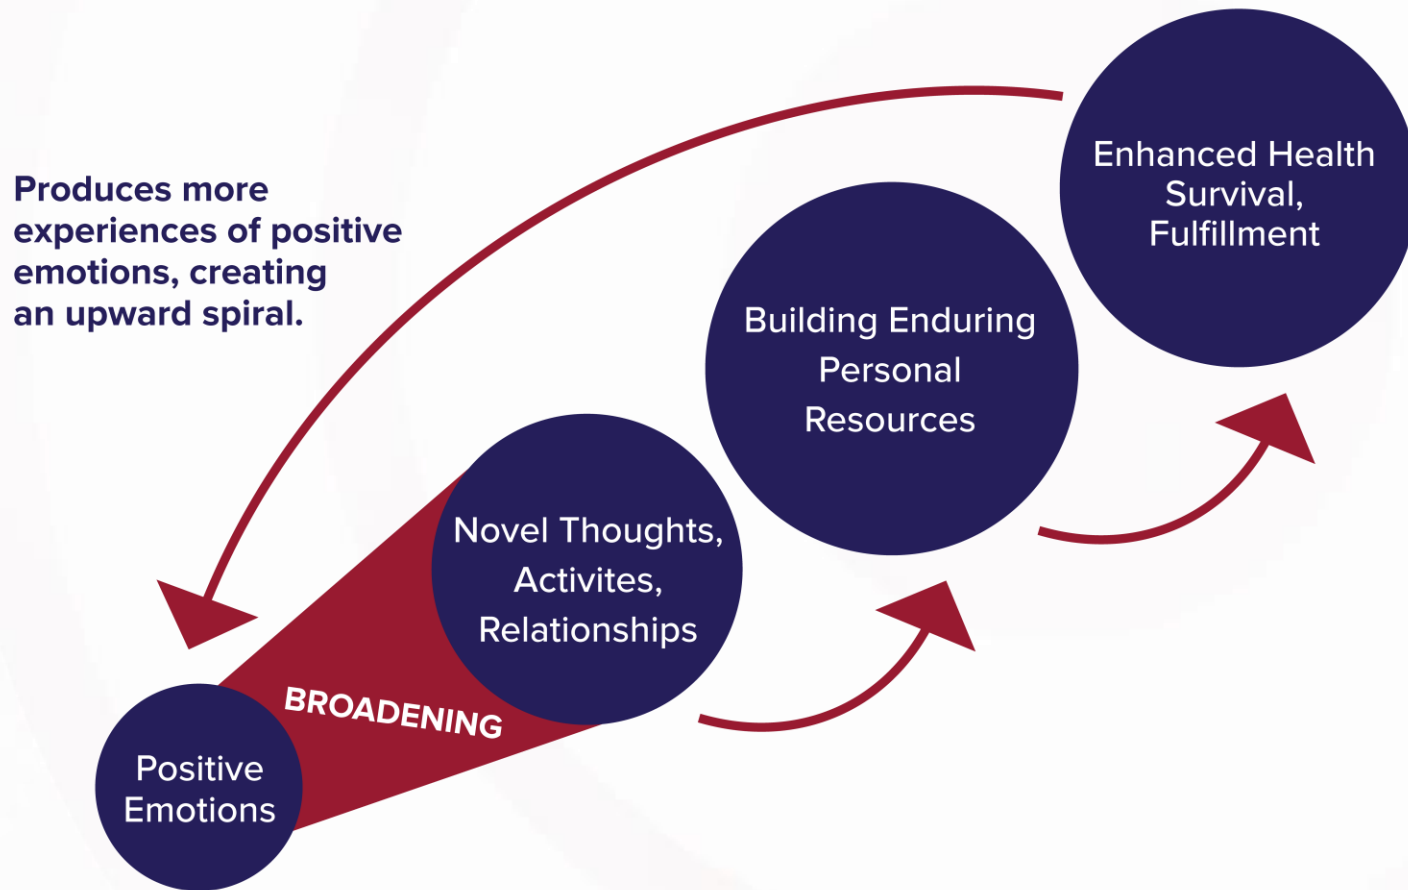 Produces more
experiences of positive
emotions, creating
an upward spiral.
Enhanced Health
Survival,
Fulfillment
Building Enduring
Personal
Resources
Novel Thoughts,
Activites,
Relationships
BROADENING
Positive
Emotions